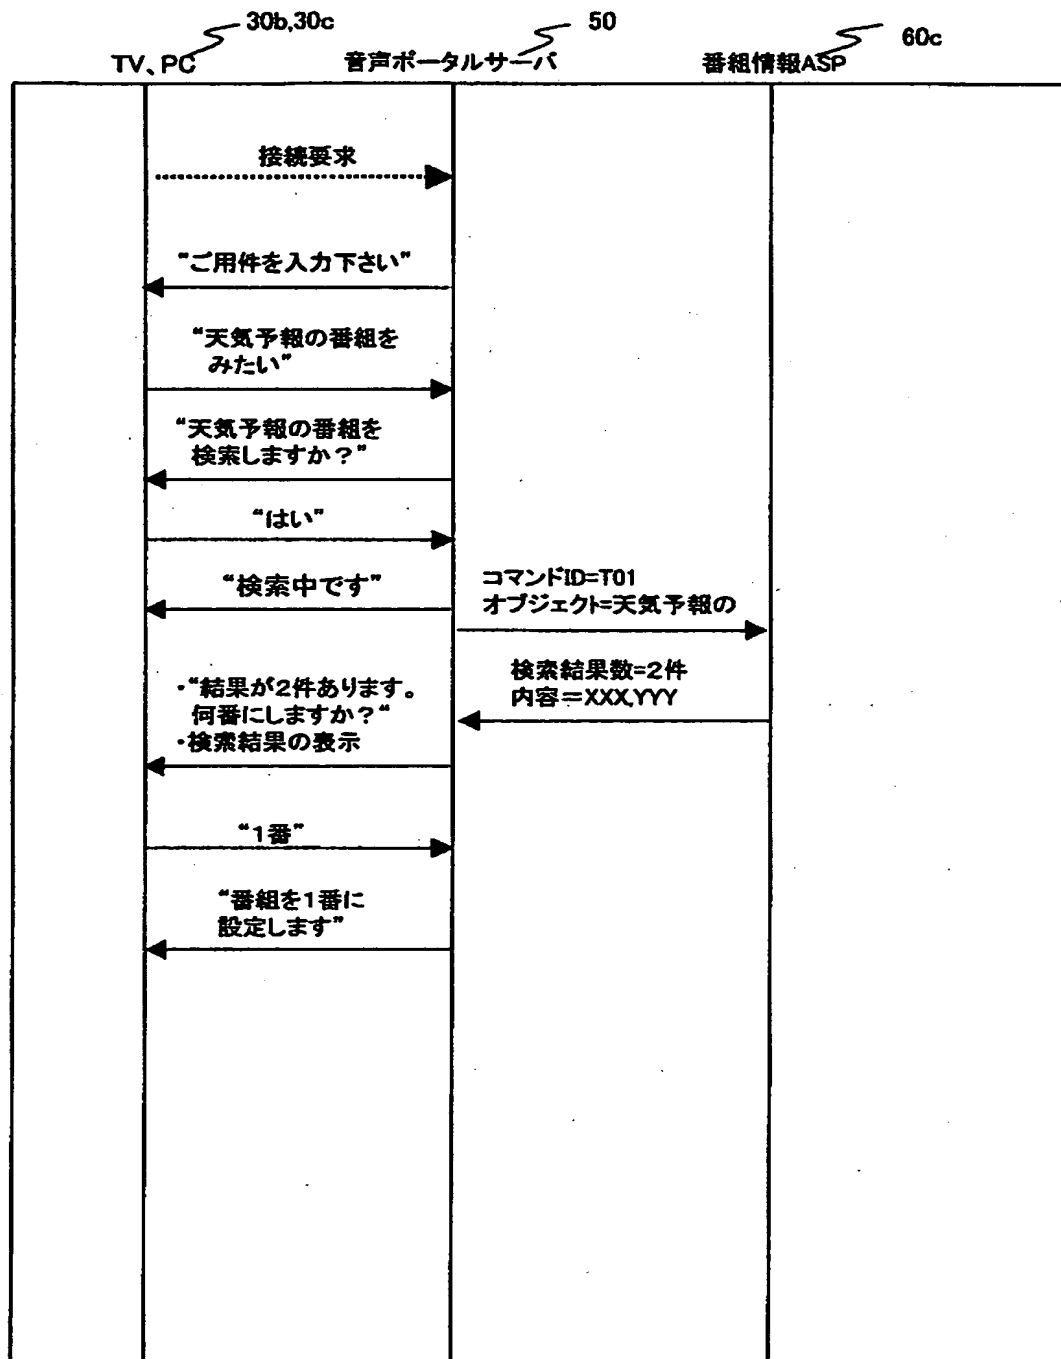 30b,30c
50
60c
TV、PC
音声ポータルサーバ
番組情報ASP
接続要求
“ご用件を入力下さい”
“天気予報の番組を
みたい”
“天気予報の番組を
検索しますか？”
“はい”
“検索中です”
コマンドID=T01
オブジェクト=天気予報の
検索結果数=2件
内容＝XXX,YYY
・“結果が2件あります。
何番にしますか？“
・検索結果の表示
“1番”
“番組を1番に
設定します”